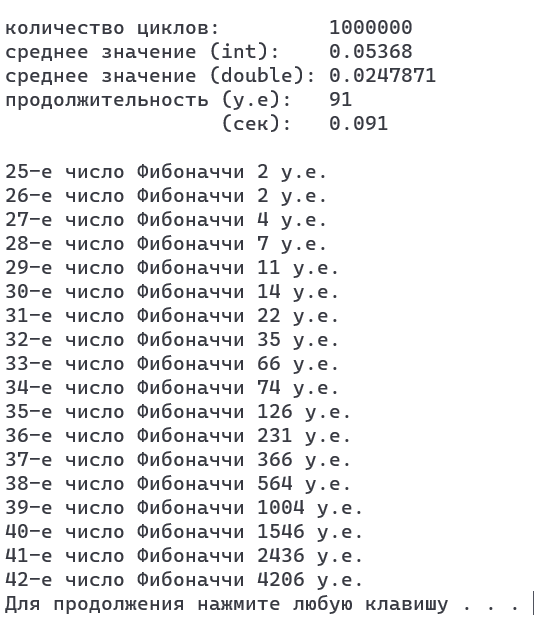 количество циклов: 1000000
среднее значение (int): 0.05368
среднее значение (double): 0.0247871
продолжительность (у.е): 91
(сек): 0.091
25-е число Фибоначчи 2 у.е.
26-е число Фибоначчи 2 у.е.
27-е число Фибоначчи 4 у.е.
28-е число Фибоначчи 7 у.е.
29-е число Фибоначчи 11 у.е.
30-е число Фибоначчи 14 у.е.
31-е число Фибоначчи 22 у.е.
32-е число Фибоначчи 35 у.е.
33-е число Фибоначчи 66 у.е.
34-е число Фибоначчи 74 у.е.
35-е число Фибоначчи 126 у.е.
36-е число Фибоначчи 231 у.е.
37-е число Фибоначчи 366 у.е.
38-е число Фибоначчи 564 у.е.
39-е число Фибоначчи 1004 у.е.
40-е число Фибоначчи 1546 у.е.
41-е число Фибоначчи 2436 у.е.
42-е число Фибоначчи 4206 у.е.
Для продолжения нажмите любую клавишу . . .